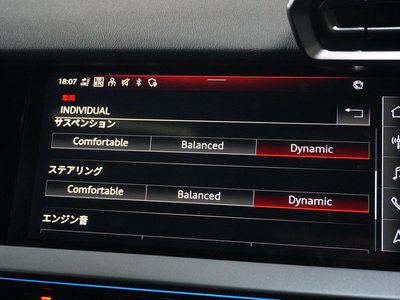 18:07
車両
INDIVIDUAL
サスペンション
Comfortable Balanced Dynamic
ステアリング
Comfortable Balanced Dynamic
エンジン音